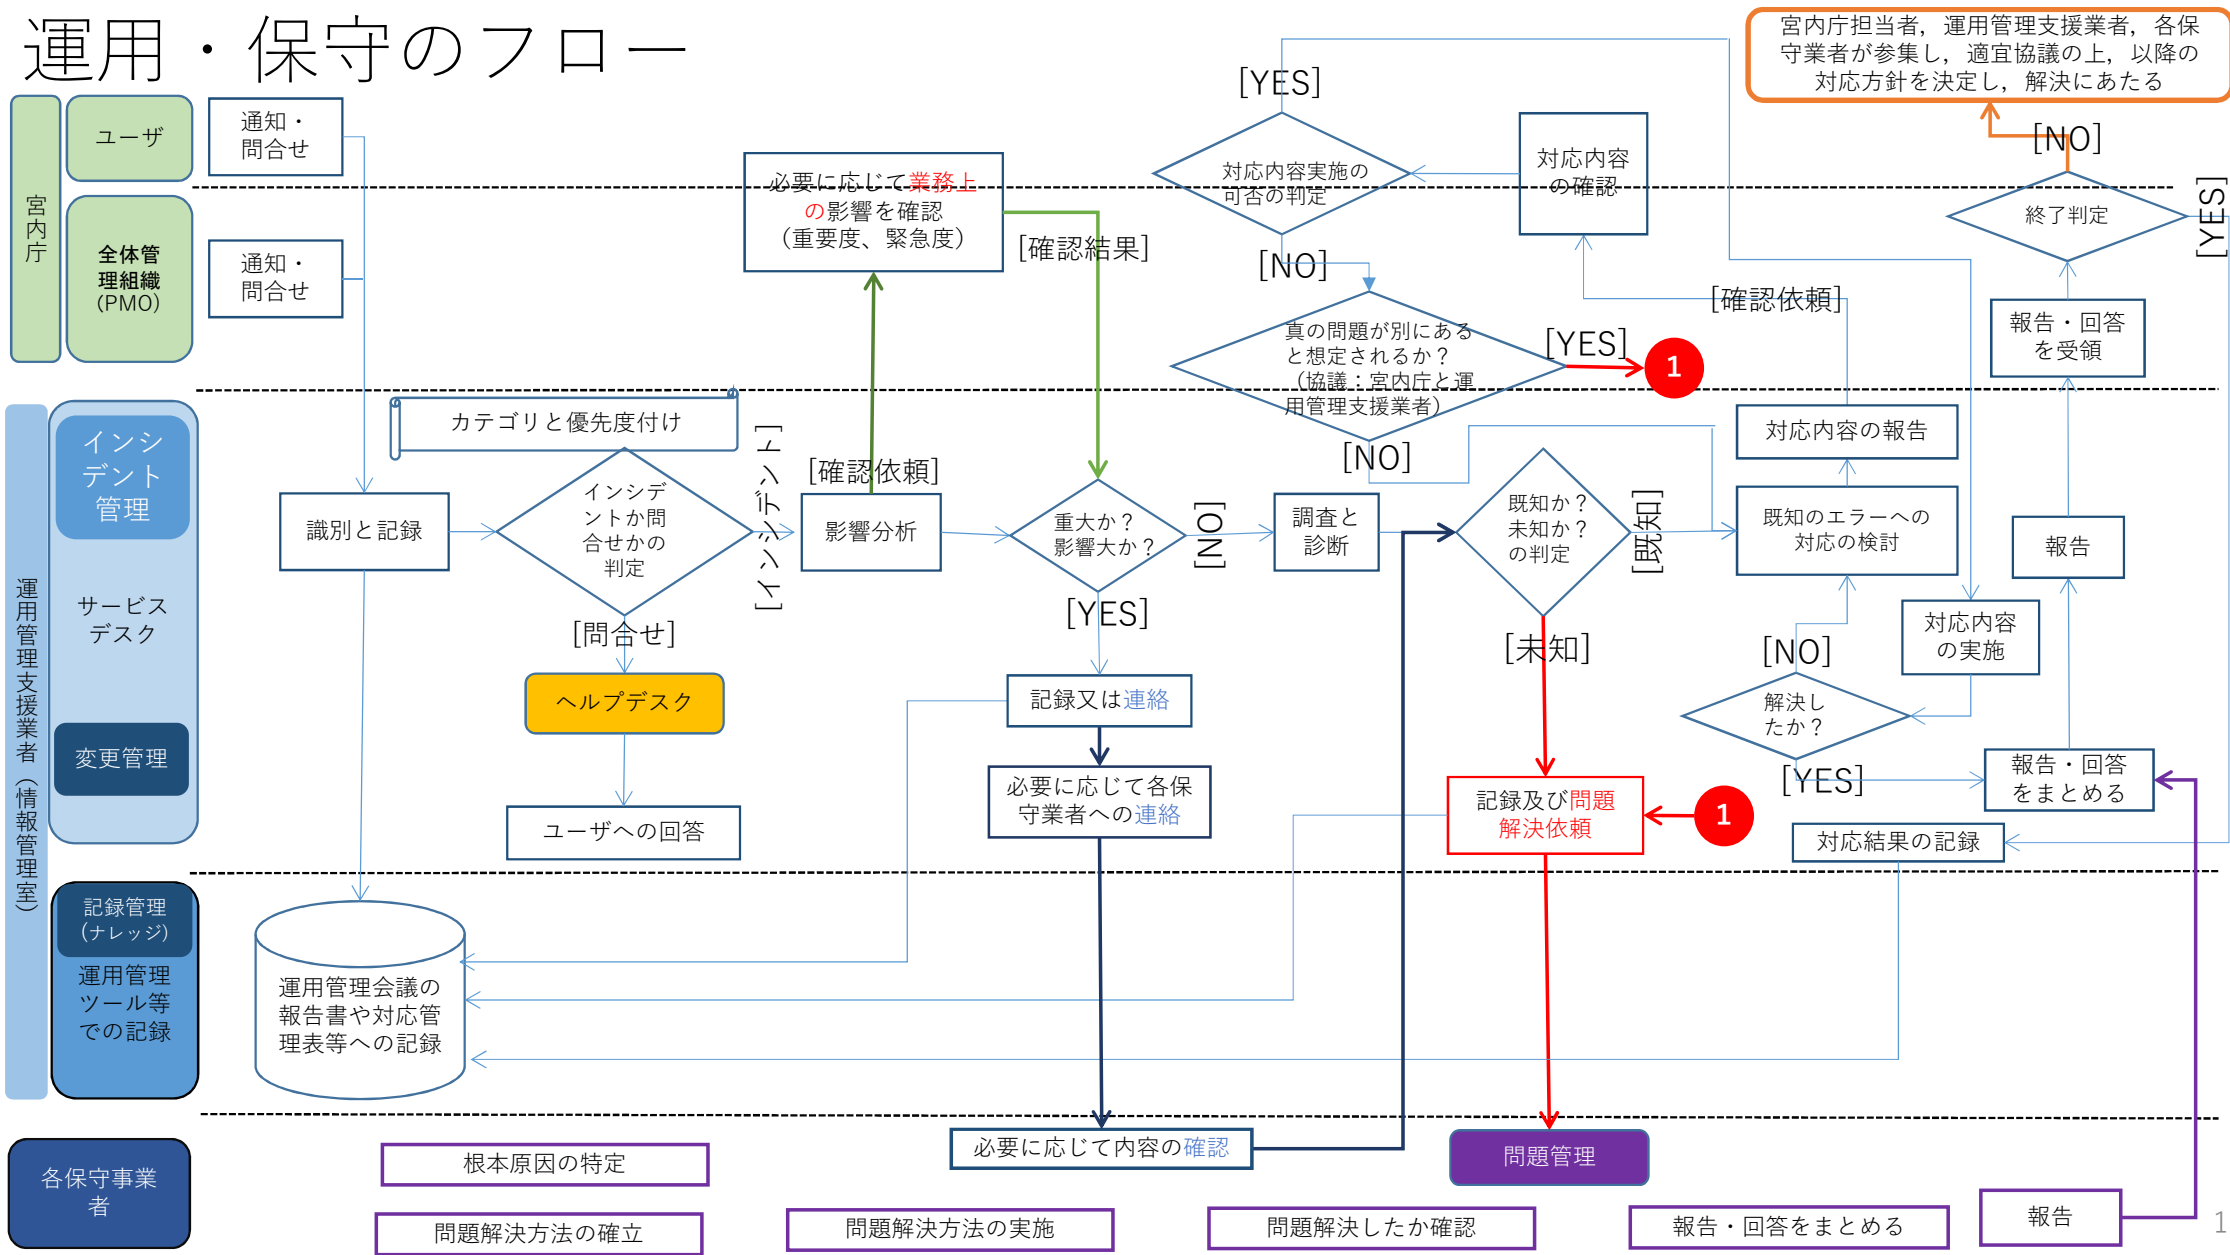 運用・保守のフロー
宮内庁担当者，運用管理支援業者，各保
守業者が参集し，適宜協議の上，以降の
対応方針を決定し，解決にあたる
宮内庁
ユーザ
全体管
理組織
(PMO)
通知・
問合せ
通知・
問合せ
必要に応じて業務上
の影響を確認
（重要度、緊急度）
[確認結果]
[YES]
対応内容実施の
可否の判定
[NO]
対応内容
の確認
[確認依頼]
真の問題が別にある
と想定されるか？
（協議：宮内庁と運
用管理支援業者）
[YES]
1
[NO]
[NO]
終了判定
[YES]
報告・回答
を受領
運用管理支援業者（情報管理室）
インシ
デント
管理
サービス
デスク
変更管理
カテゴリと優先度付け
識別と記録
インシデ
ントか問
合せかの
判定
[インシデント]
[問合せ]
ヘルプデスク
ユーザへの回答
[確認依頼]
影響分析
重大か？
影響大か？
[NO]
[YES]
調査と
診断
既知か？
未知か？
の判定
[既知]
[未知]
対応内容の報告
既知のエラーへの
対応の検討
報告
対応内容
の実施
[NO]
解決し
たか？
[YES]
報告・回答
をまとめる
記録又は連絡
必要に応じて各保
守業者への連絡
記録及び問題
解決依頼
1
対応結果の記録
記録管理
(ナレッジ)
運用管理
ツール等
での記録
運用管理会議の
報告書や対応管
理表等への記録
各保守事業
者
必要に応じて内容の確認
問題管理
根本原因の特定
問題解決方法の確立
問題解決方法の実施
問題解決したか確認
報告・回答をまとめる
報告
1